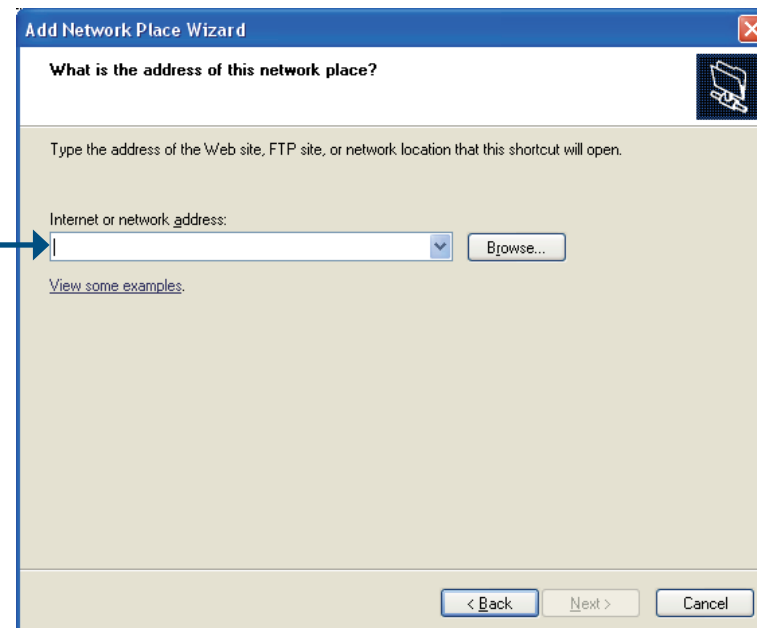 Add Network Place Wizard
What is the address of this network place?
Type the address of the Web site, FTP site, or network location that this shortcut will open.
Internet or network address:
Browse...
View some examples.
< Back Next > Cancel